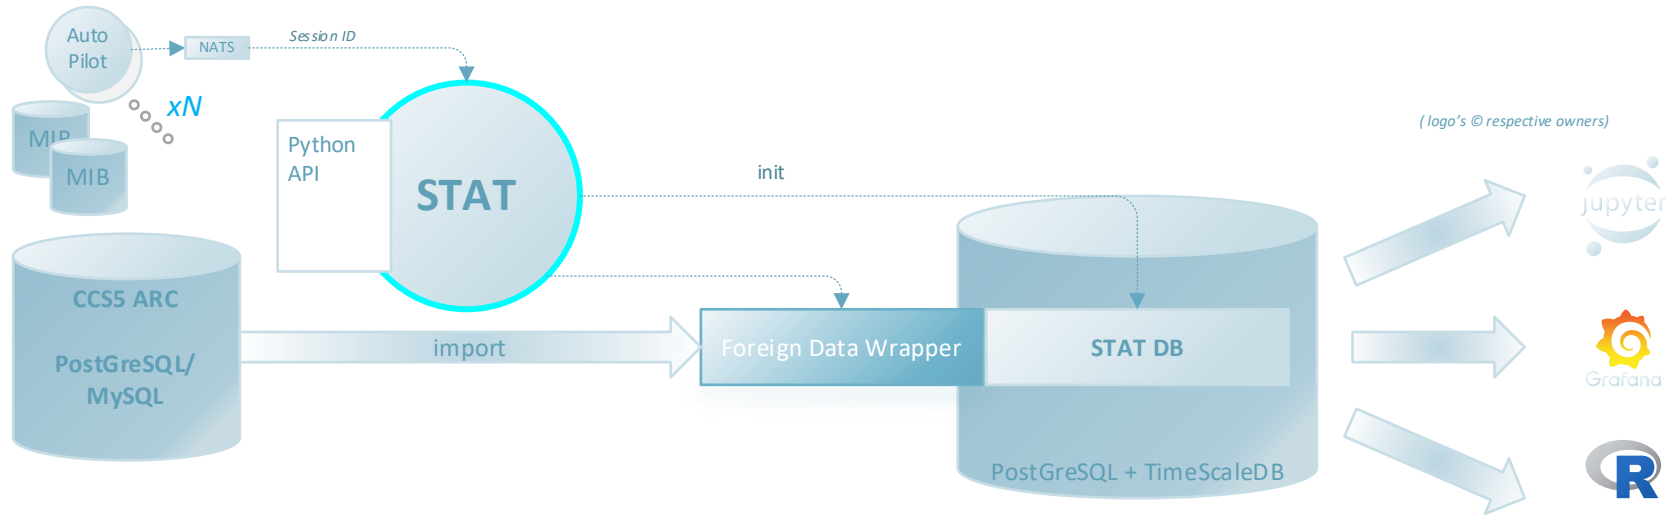 Auto
Pilot
NATS
Session ID
xN
MIB
MIB
Python
API
STAT
init
( logo's © respective owners)
jupyter
CCS5 ARC
PostGreSQL/
MySQL
import
Foreign Data Wrapper
STAT DB
Grafana
PostGreSQL + TimeScaleDB
R